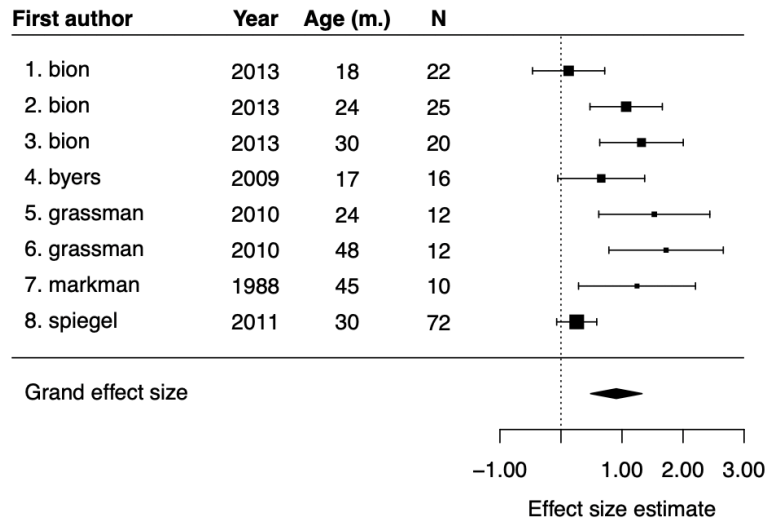 First author Year Age (m.) N
1. bion 2013 18 22
2. bion 2013 24 25
3. bion 2013 30 20
4. byers 2009 17 16
5. grassman 2010 24 12
6. grassman 2010 48 12
7. markman 1988 45 10
8. spiegel 2011 30 72
Grand effect size
−1.00 1.00 2.00 3.00
Effect size estimate